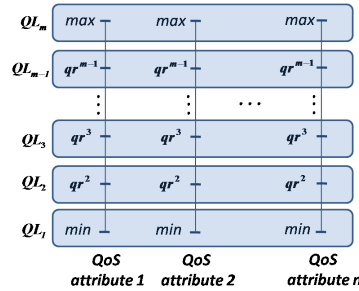 QLm max max max
QLm-1 qr^m-1 qr^m-1 qr^m-1
⋮ ⋮ ... ⋮
QL3 qr^3 qr^3 qr^3
QL2 qr^2 qr^2 qr^2
QL1 min min min
QoS QoS QoS
attribute 1 attribute 2 attribute n